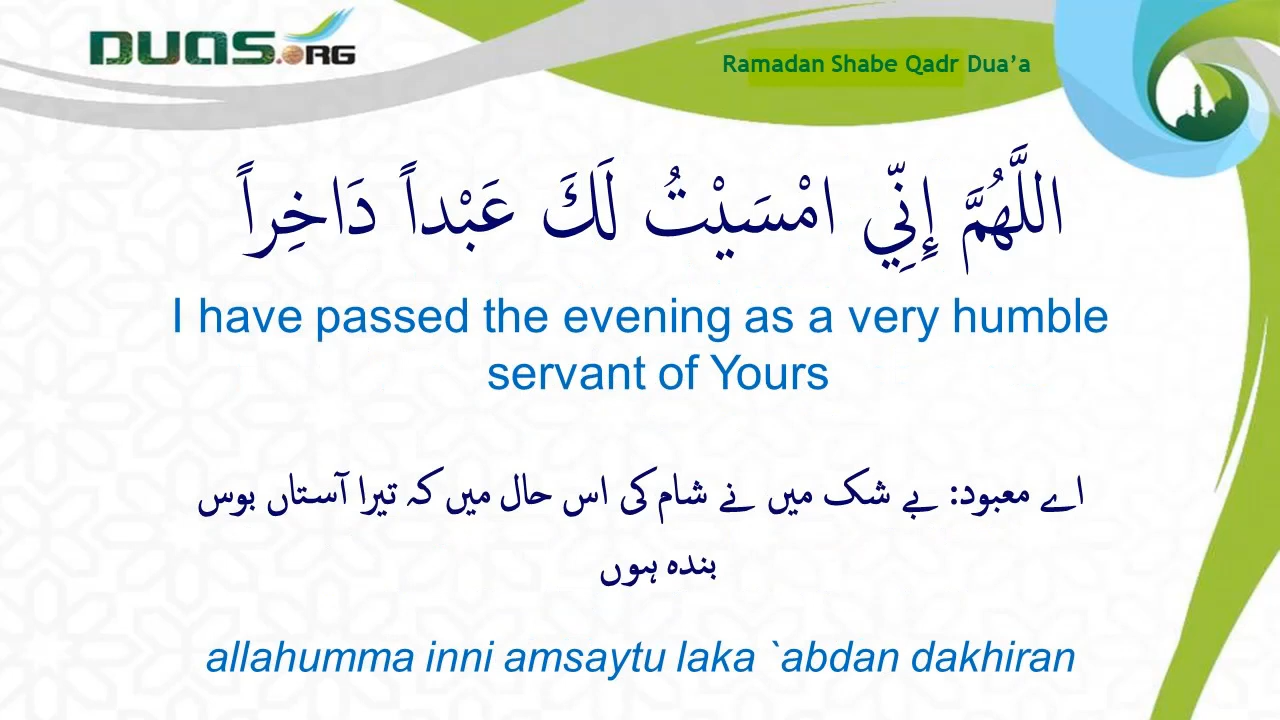 DUAS.ORG
Ramadan Shabe Qadr Dua’a
اللَّهُمَّ إِنِّي امْسَيْتُ لَكَ عَبْداً دَاخِراً
I have passed the evening as a very humble
servant of Yours
اے معبود: بے شک میں نے شام کی اس حال میں کہ تیرا آستاں بوس
بندہ ہوں
allahumma inni amsaytu laka `abdan dakhiran